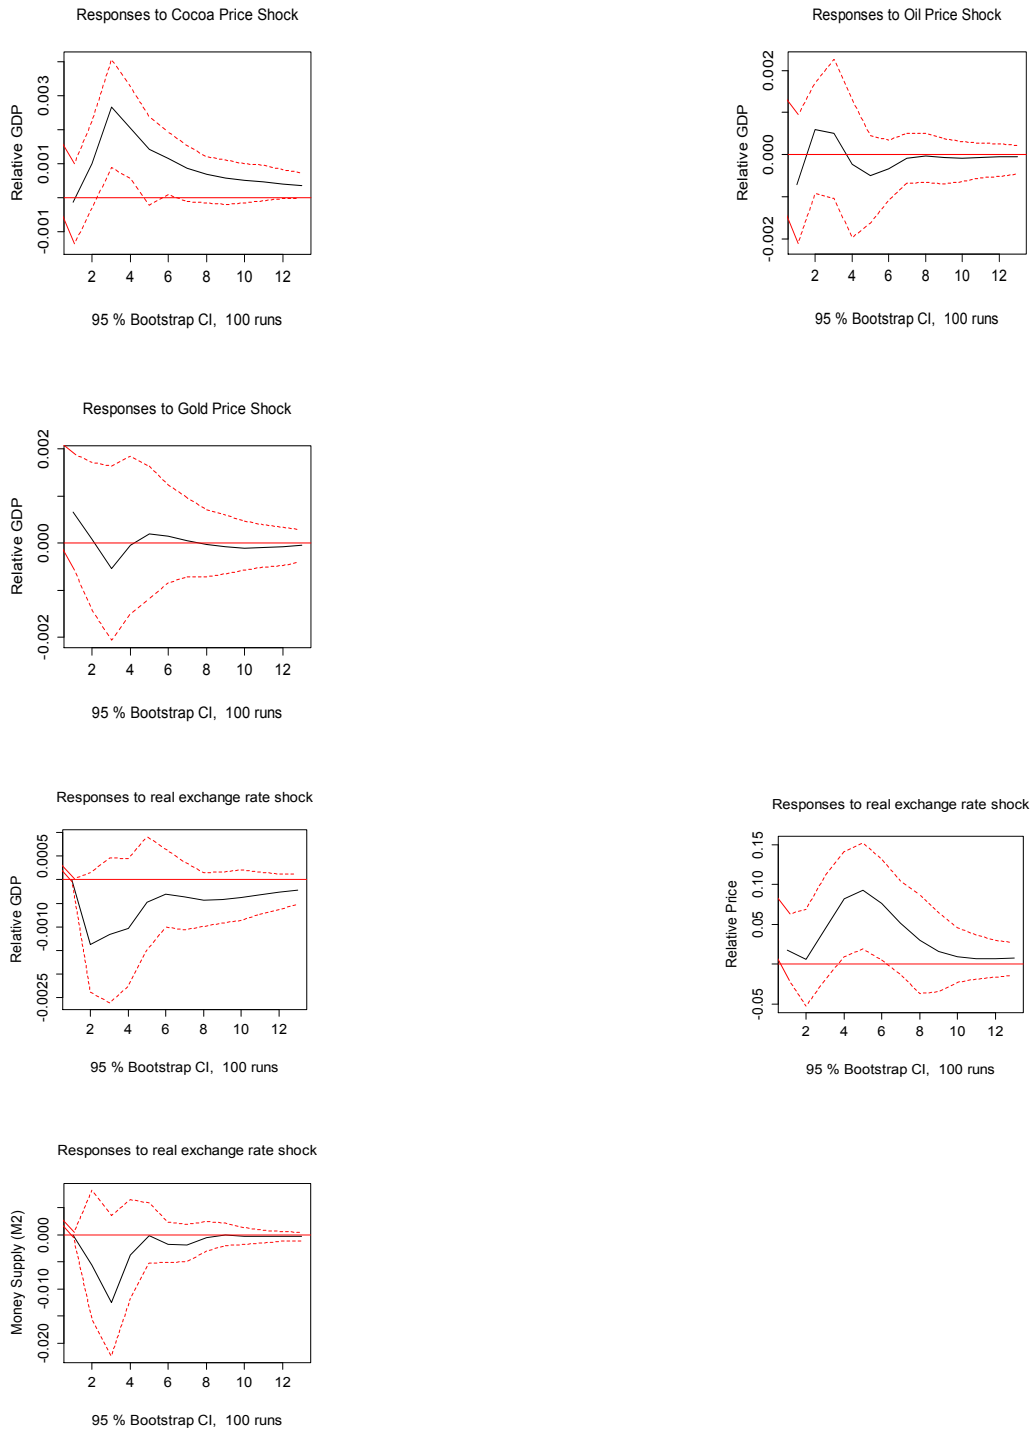 Responses to Cocoa Price Shock
Relative GDP
0.003
0.001
-0.001
2 4 6 8 10 12
95 % Bootstrap CI, 100 runs
Responses to Oil Price Shock
Relative GDP
0.002
0.000
-0.002
2 4 6 8 10 12
95 % Bootstrap CI, 100 runs
Responses to Gold Price Shock
Relative GDP
0.002
0.000
-0.002
2 4 6 8 10 12
95 % Bootstrap CI, 100 runs
Responses to real exchange rate shock
Relative GDP
0.0005
-0.0010
-0.0025
2 4 6 8 10 12
95 % Bootstrap CI, 100 runs
Responses to real exchange rate shock
Relative Price
0.15
0.10
0.05
-0.05
2 4 6 8 10 12
95 % Bootstrap CI, 100 runs
Responses to real exchange rate shock
Money Supply (M2)
0.000
-0.010
-0.020
2 4 6 8 10 12
95 % Bootstrap CI, 100 runs